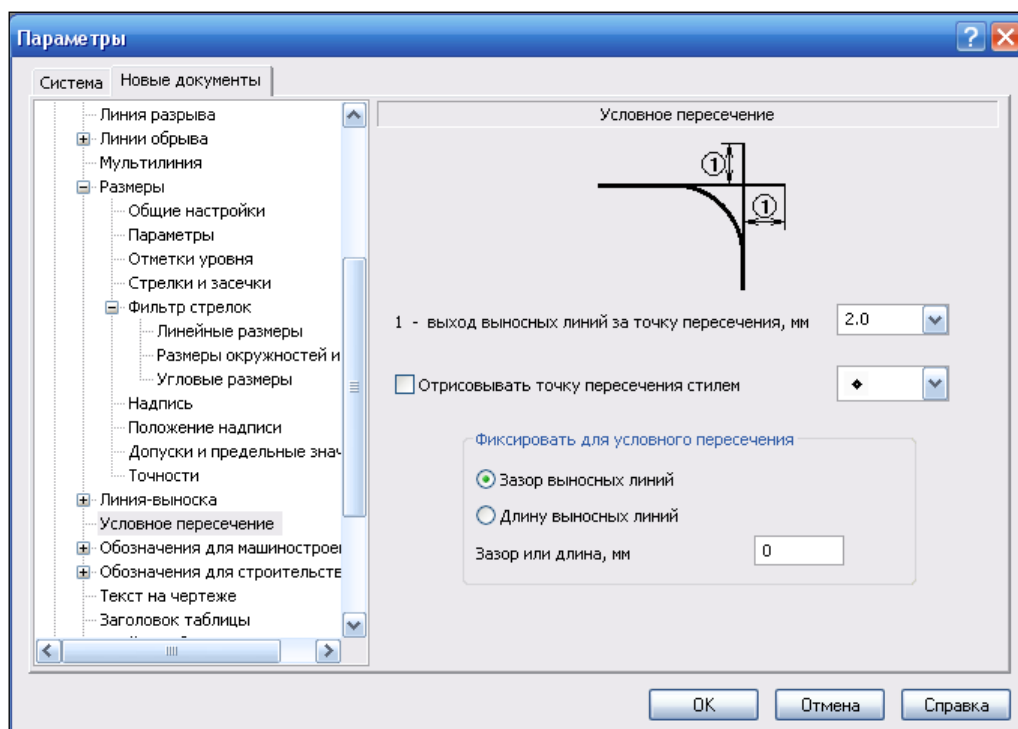 Параметры
Система
Новые документы
Линия разрыва
Линии обрыва
Мультилиния
Размеры
Общие настройки
Параметры
Отметки уровня
Стрелки и засечки
Фильтр стрелок
Линейные размеры
Размеры окружностей и
Угловые размеры
Надпись
Положение надписи
Допуски и предельные знач
Точности
Линия-выноска
Условное пересечение
Обозначения для машинострое
Обозначения для строительств
Текст на чертеже
Заголовок таблицы
Условное пересечение
1
1
1 - выход выносных линий за точку пересечения, мм
2.0
Отрисовывать точку пересечения стилем
Фиксировать для условного пересечения
Зазор выносных линий
Длину выносных линий
Зазор или длина, мм
0
OK
Отмена
Справка